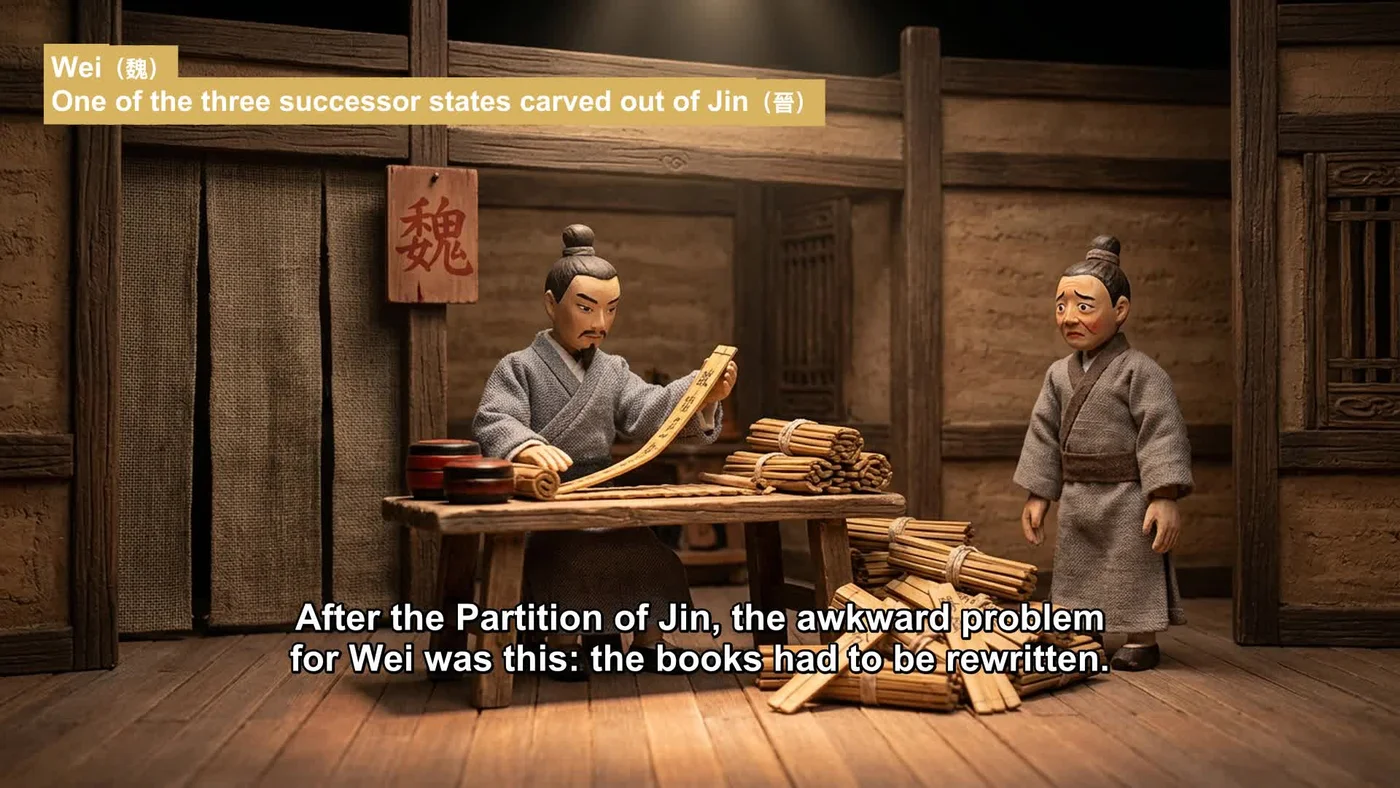 Wei（魏）
One of the three successor states carved out of Jin（晉）
魏
After the Partition of Jin, the awkward problem
for Wei was this: the books had to be rewritten.